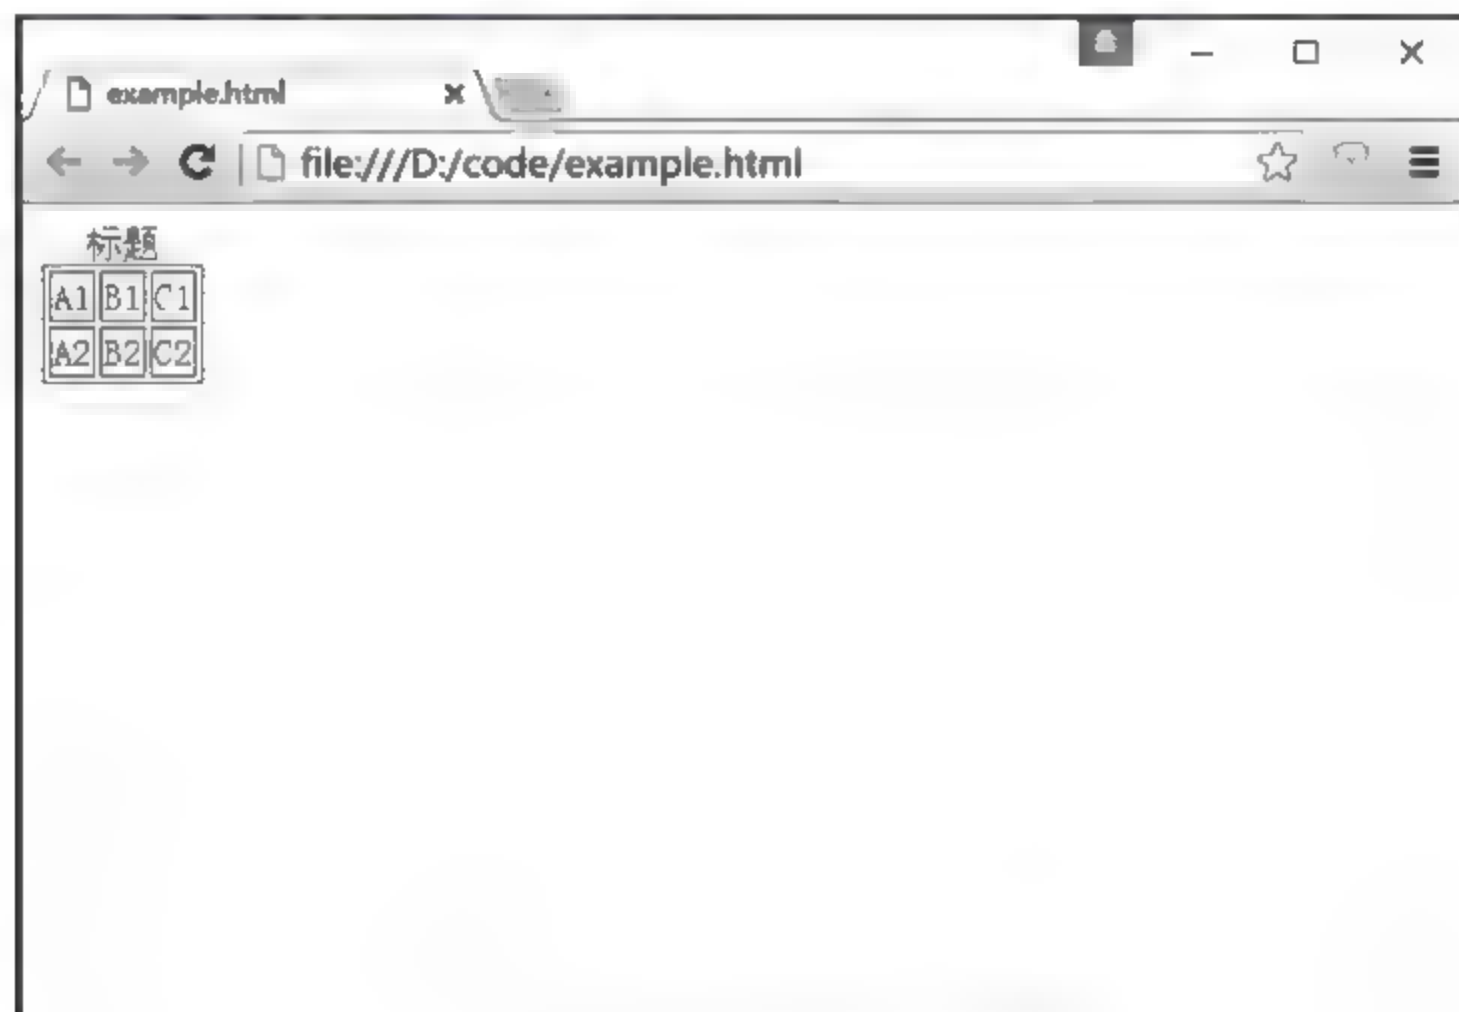 example.html
file:///D:/code/example.html
标题
A1 B1 C1
A2 B2 C2